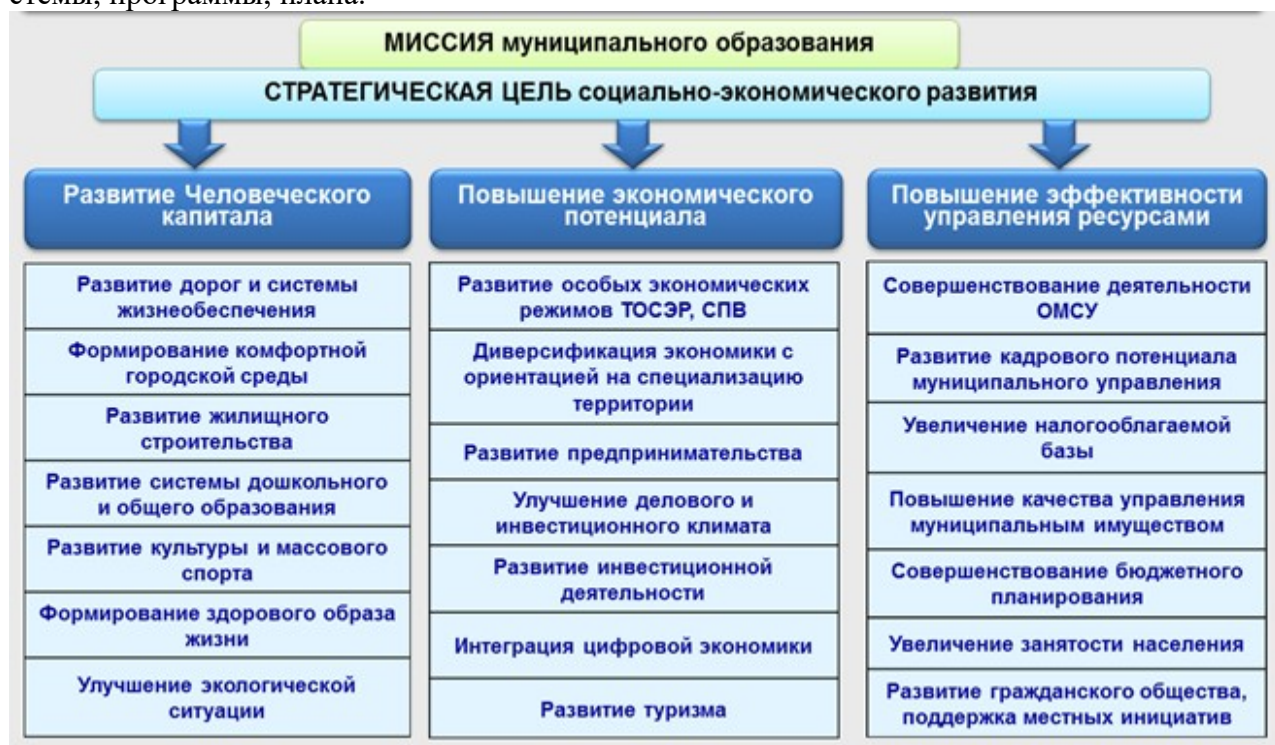 стемы, программы, плана.
МИССИЯ муниципального образования
СТРАТЕГИЧЕСКАЯ ЦЕЛЬ социально-экономического развития
Развитие Человеческого
капитала
Развитие дорог и системы
жизнеобеспечения
Формирование комфортной
городской среды
Развитие жилищного
строительства
Развитие системы дошкольного
и общего образования
Развитие культуры и массового
спорта
Формирование здорового образа
жизни
Улучшение экологической
ситуации
Повышение экономического
потенциала
Развитие особых экономических
режимов ТОСЭР, СПВ
Диверсификация экономики с
ориентацией на специализацию
территории
Развитие предпринимательства
Улучшение делового и
инвестиционного климата
Развитие инвестиционной
деятельности
Интеграция цифровой экономики
Развитие туризма
Повышение эффективности
управления ресурсами
Совершенствование деятельности
ОМСУ
Развитие кадрового потенциала
муниципального управления
Увеличение налогооблагаемой
базы
Повышение качества управления
муниципальным имуществом
Совершенствование бюджетного
планирования
Увеличение занятости населения
Развитие гражданского общества,
поддержка местных инициатив